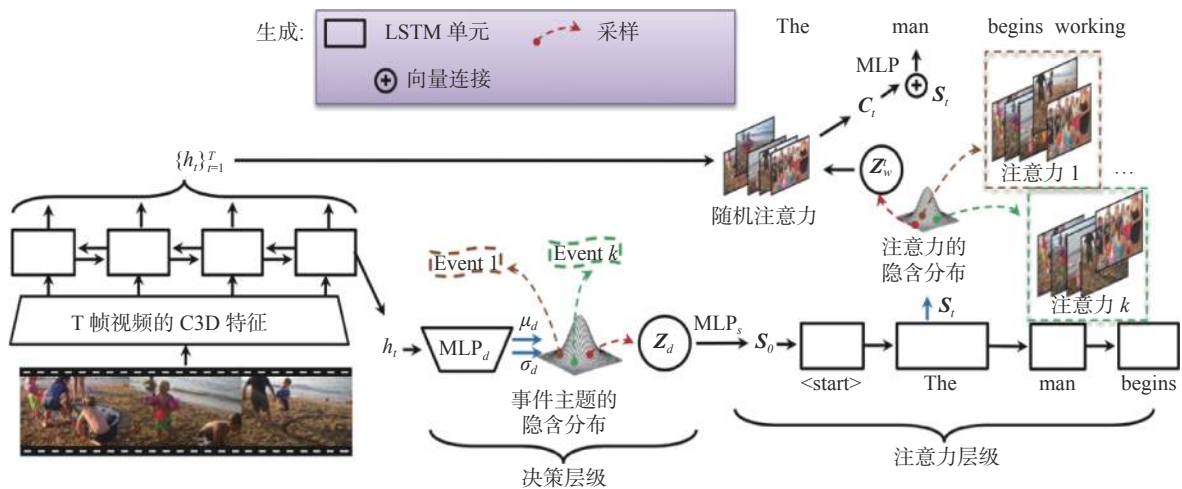 生成:
LSTM 单元
采样
向量连接
The man begins working
MLP
C_t
S_t
{h_t}_{t=1}^T
Z_w^t
随机注意力
注意力 1
…
注意力的
隐含分布
注意力 k
Event 1
Event k
T 帧视频的 C3D 特征
h_t
MLP_d
μ_d
σ_d
Z_d
MLP_s
S_0
S_t
<start>
The
man
begins
事件主题的
隐含分布
决策层级
注意力层级